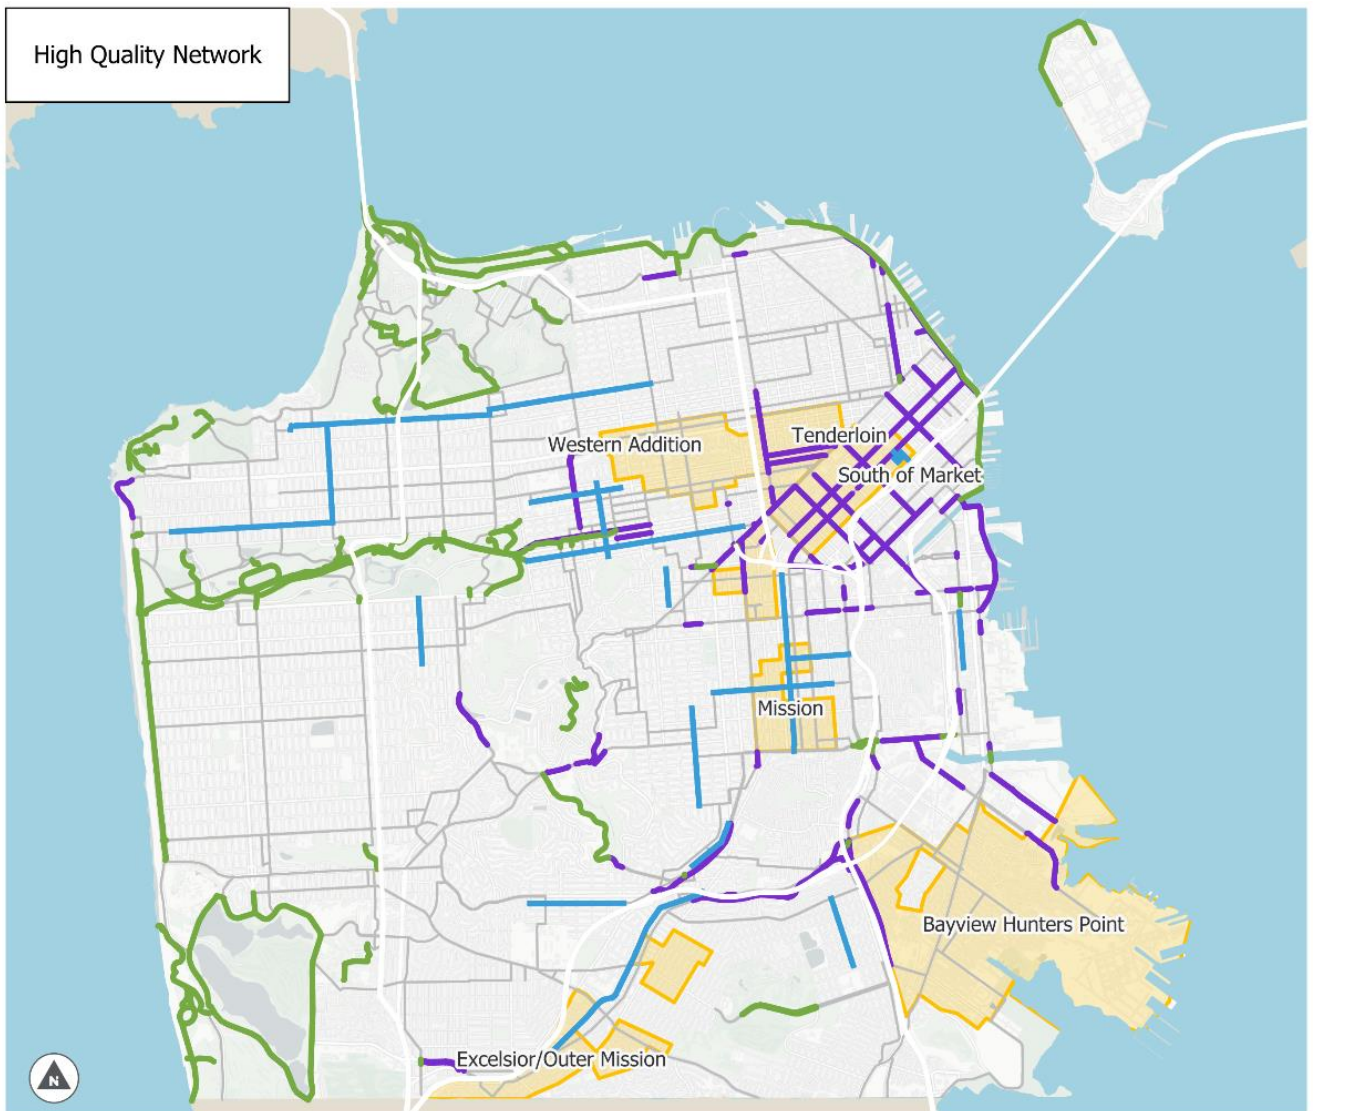 High Quality Network
Western Addition
Tenderloin
South of Market
Mission
Bayview Hunters Point
Excelsior/Outer Mission
N